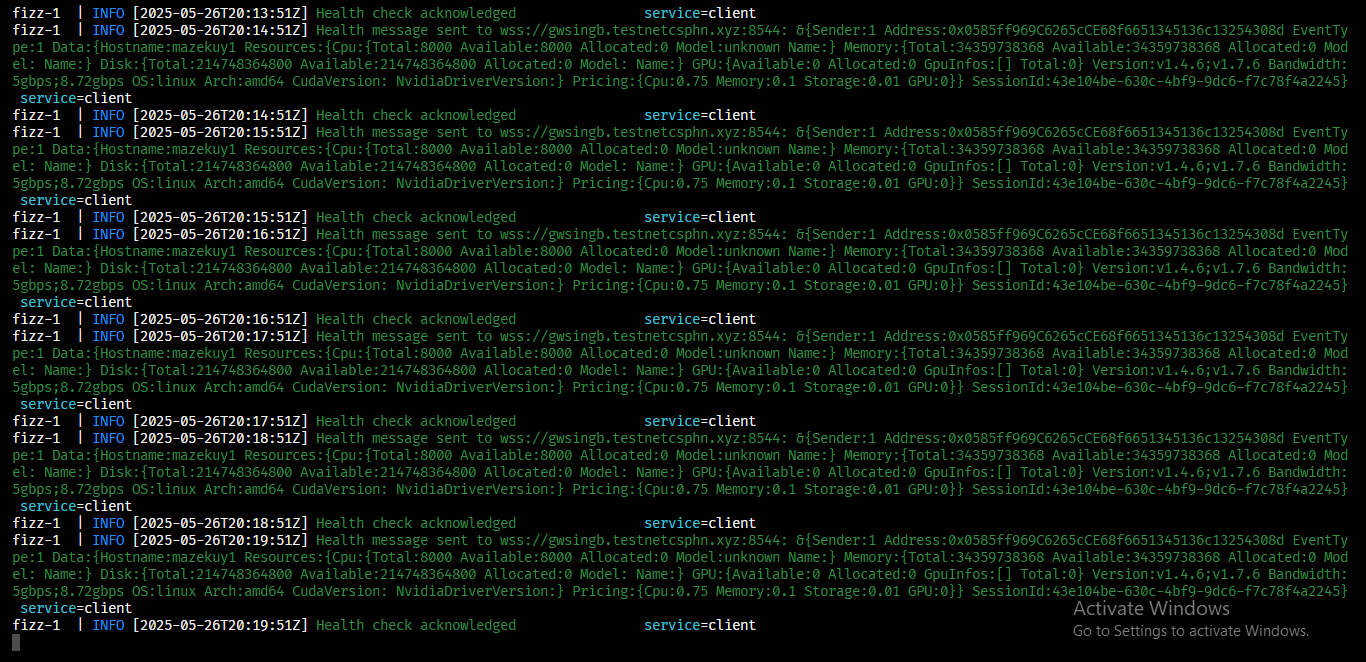 fizz-1  | INFO [2025-05-26T20:13:51Z] Health check acknowledged                service=client
fizz-1  | INFO [2025-05-26T20:14:51Z] Health message sent to wss://gwsingb.testnetcsphn.xyz:8544: &{Sender:1 Address:0x0585ff969C6265cCE68f6651345136c13254308d EventTy
pe:1 Data:{Hostname:mazekuy1 Resources:{Cpu:{Total:8000 Available:8000 Allocated:0 Model:unknown Name:} Memory:{Total:34359738368 Available:34359738368 Allocated:0 Mod
el: Name:} Disk:{Total:214748364800 Available:214748364800 Allocated:0 Model: Name:} GPU:{Available:0 Allocated:0 GpuInfos:[] Total:0} Version:v1.4.6;v1.7.6 Bandwidth:
5gbps;8.72gbps OS:linux Arch:amd64 CudaVersion: NvidiaDriverVersion:} Pricing:{Cpu:0.75 Memory:0.1 Storage:0.01 GPU:0}} SessionId:43e104be-630c-4bf9-9dc6-f7c78f4a2245}
 service=client
fizz-1  | INFO [2025-05-26T20:14:51Z] Health check acknowledged                service=client
fizz-1  | INFO [2025-05-26T20:15:51Z] Health message sent to wss://gwsingb.testnetcsphn.xyz:8544: &{Sender:1 Address:0x0585ff969C6265cCE68f6651345136c13254308d EventTy
pe:1 Data:{Hostname:mazekuy1 Resources:{Cpu:{Total:8000 Available:8000 Allocated:0 Model:unknown Name:} Memory:{Total:34359738368 Available:34359738368 Allocated:0 Mod
el: Name:} Disk:{Total:214748364800 Available:214748364800 Allocated:0 Model: Name:} GPU:{Available:0 Allocated:0 GpuInfos:[] Total:0} Version:v1.4.6;v1.7.6 Bandwidth:
5gbps;8.72gbps OS:linux Arch:amd64 CudaVersion: NvidiaDriverVersion:} Pricing:{Cpu:0.75 Memory:0.1 Storage:0.01 GPU:0}} SessionId:43e104be-630c-4bf9-9dc6-f7c78f4a2245}
 service=client
fizz-1  | INFO [2025-05-26T20:15:51Z] Health check acknowledged                service=client
fizz-1  | INFO [2025-05-26T20:16:51Z] Health message sent to wss://gwsingb.testnetcsphn.xyz:8544: &{Sender:1 Address:0x0585ff969C6265cCE68f6651345136c13254308d EventTy
pe:1 Data:{Hostname:mazekuy1 Resources:{Cpu:{Total:8000 Available:8000 Allocated:0 Model:unknown Name:} Memory:{Total:34359738368 Available:34359738368 Allocated:0 Mod
el: Name:} Disk:{Total:214748364800 Available:214748364800 Allocated:0 Model: Name:} GPU:{Available:0 Allocated:0 GpuInfos:[] Total:0} Version:v1.4.6;v1.7.6 Bandwidth:
5gbps;8.72gbps OS:linux Arch:amd64 CudaVersion: NvidiaDriverVersion:} Pricing:{Cpu:0.75 Memory:0.1 Storage:0.01 GPU:0}} SessionId:43e104be-630c-4bf9-9dc6-f7c78f4a2245}
 service=client
fizz-1  | INFO [2025-05-26T20:16:51Z] Health check acknowledged                service=client
fizz-1  | INFO [2025-05-26T20:17:51Z] Health message sent to wss://gwsingb.testnetcsphn.xyz:8544: &{Sender:1 Address:0x0585ff969C6265cCE68f6651345136c13254308d EventTy
pe:1 Data:{Hostname:mazekuy1 Resources:{Cpu:{Total:8000 Available:8000 Allocated:0 Model:unknown Name:} Memory:{Total:34359738368 Available:34359738368 Allocated:0 Mod
el: Name:} Disk:{Total:214748364800 Available:214748364800 Allocated:0 Model: Name:} GPU:{Available:0 Allocated:0 GpuInfos:[] Total:0} Version:v1.4.6;v1.7.6 Bandwidth:
5gbps;8.72gbps OS:linux Arch:amd64 CudaVersion: NvidiaDriverVersion:} Pricing:{Cpu:0.75 Memory:0.1 Storage:0.01 GPU:0}} SessionId:43e104be-630c-4bf9-9dc6-f7c78f4a2245}
 service=client
fizz-1  | INFO [2025-05-26T20:17:51Z] Health check acknowledged                service=client
fizz-1  | INFO [2025-05-26T20:18:51Z] Health message sent to wss://gwsingb.testnetcsphn.xyz:8544: &{Sender:1 Address:0x0585ff969C6265cCE68f6651345136c13254308d EventTy
pe:1 Data:{Hostname:mazekuy1 Resources:{Cpu:{Total:8000 Available:8000 Allocated:0 Model:unknown Name:} Memory:{Total:34359738368 Available:34359738368 Allocated:0 Mod
el: Name:} Disk:{Total:214748364800 Available:214748364800 Allocated:0 Model: Name:} GPU:{Available:0 Allocated:0 GpuInfos:[] Total:0} Version:v1.4.6;v1.7.6 Bandwidth:
5gbps;8.72gbps OS:linux Arch:amd64 CudaVersion: NvidiaDriverVersion:} Pricing:{Cpu:0.75 Memory:0.1 Storage:0.01 GPU:0}} SessionId:43e104be-630c-4bf9-9dc6-f7c78f4a2245}
 service=client
fizz-1  | INFO [2025-05-26T20:18:51Z] Health check acknowledged                service=client
fizz-1  | INFO [2025-05-26T20:19:51Z] Health message sent to wss://gwsingb.testnetcsphn.xyz:8544: &{Sender:1 Address:0x0585ff969C6265cCE68f6651345136c13254308d EventTy
pe:1 Data:{Hostname:mazekuy1 Resources:{Cpu:{Total:8000 Available:8000 Allocated:0 Model:unknown Name:} Memory:{Total:34359738368 Available:34359738368 Allocated:0 Mod
el: Name:} Disk:{Total:214748364800 Available:214748364800 Allocated:0 Model: Name:} GPU:{Available:0 Allocated:0 GpuInfos:[] Total:0} Version:v1.4.6;v1.7.6 Bandwidth:
5gbps;8.72gbps OS:linux Arch:amd64 CudaVersion: NvidiaDriverVersion:} Pricing:{Cpu:0.75 Memory:0.1 Storage:0.01 GPU:0}} SessionId:43e104be-630c-4bf9-9dc6-f7c78f4a2245}
 service=client
fizz-1  | INFO [2025-05-26T20:19:51Z] Health check acknowledged                service=client
Activate Windows
Go to Settings to activate Windows.